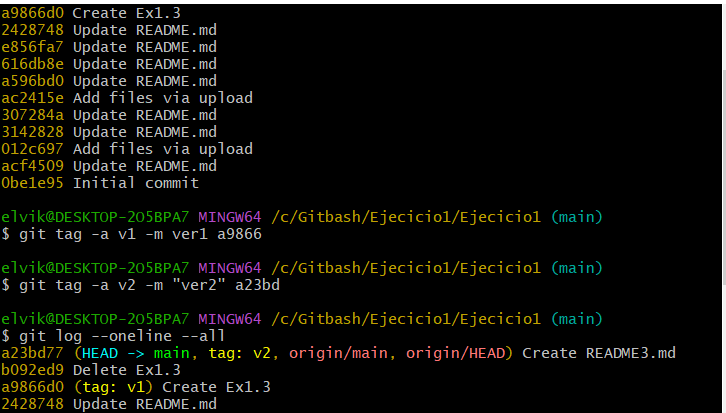 a9866d0 Create Ex1.3
2428748 Update README.md
e856fa7 Update README.md
616db8e Update README.md
a596bd0 Update README.md
ac2415e Add files via upload
307284a Update README.md
3142828 Update README.md
012c697 Add files via upload
acf4509 Update README.md
0be1e95 Initial commit
elvik@DESKTOP-2O5BPA7 MINGW64 /c/Gitbash/Ejecicio1/Ejecicio1 (main)
$ git tag -a v1 -m ver1 a9866
elvik@DESKTOP-2O5BPA7 MINGW64 /c/Gitbash/Ejecicio1/Ejecicio1 (main)
$ git tag -a v2 -m "ver2" a23bd
elvik@DESKTOP-2O5BPA7 MINGW64 /c/Gitbash/Ejecicio1/Ejecicio1 (main)
$ git log --oneline --all
a23bd77 (HEAD -> main, tag: v2, origin/main, origin/HEAD) Create README3.md
b092ed9 Delete Ex1.3
a9866d0 (tag: v1) Create Ex1.3
2428748 Update README.md